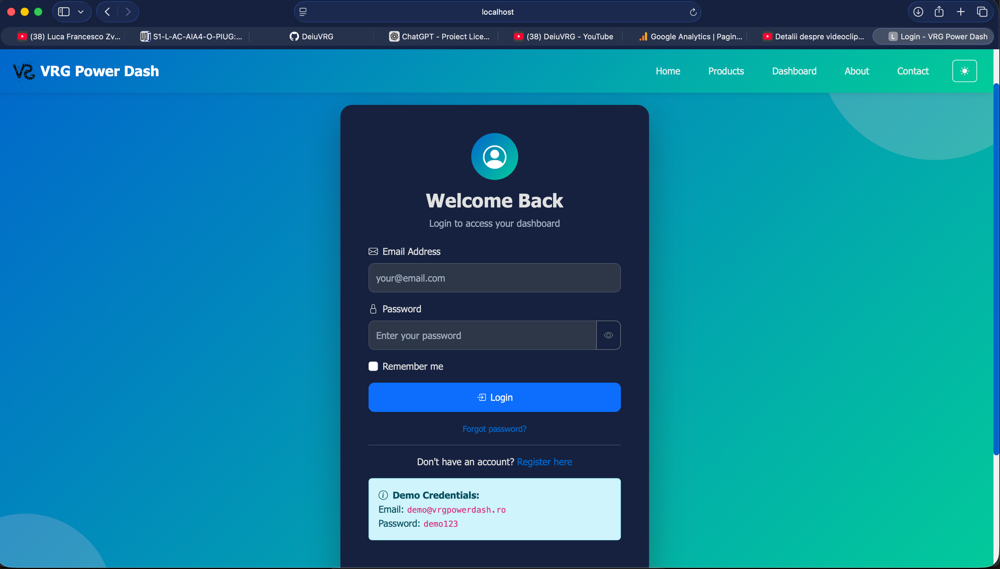 localhost
(38) Luca Francesco Zv...
S1-L-AC-AIA4-O-PIUG:...
DeiuVRG
ChatGPT - Proiect Lice...
(38) DeiuVRG - YouTube
Google Analytics | Pagin...
Detalii despre videoclip...
L Login - VRG Power Dash
VRG VRG Power Dash
Home
Products
Dashboard
About
Contact
Welcome Back
Login to access your dashboard
Email Address
your@email.com
Password
Enter your password
Remember me
Login
Forgot password?
Don't have an account? Register here
Demo Credentials:
Email: demo@vrgpowerdash.ro
Password: demo123